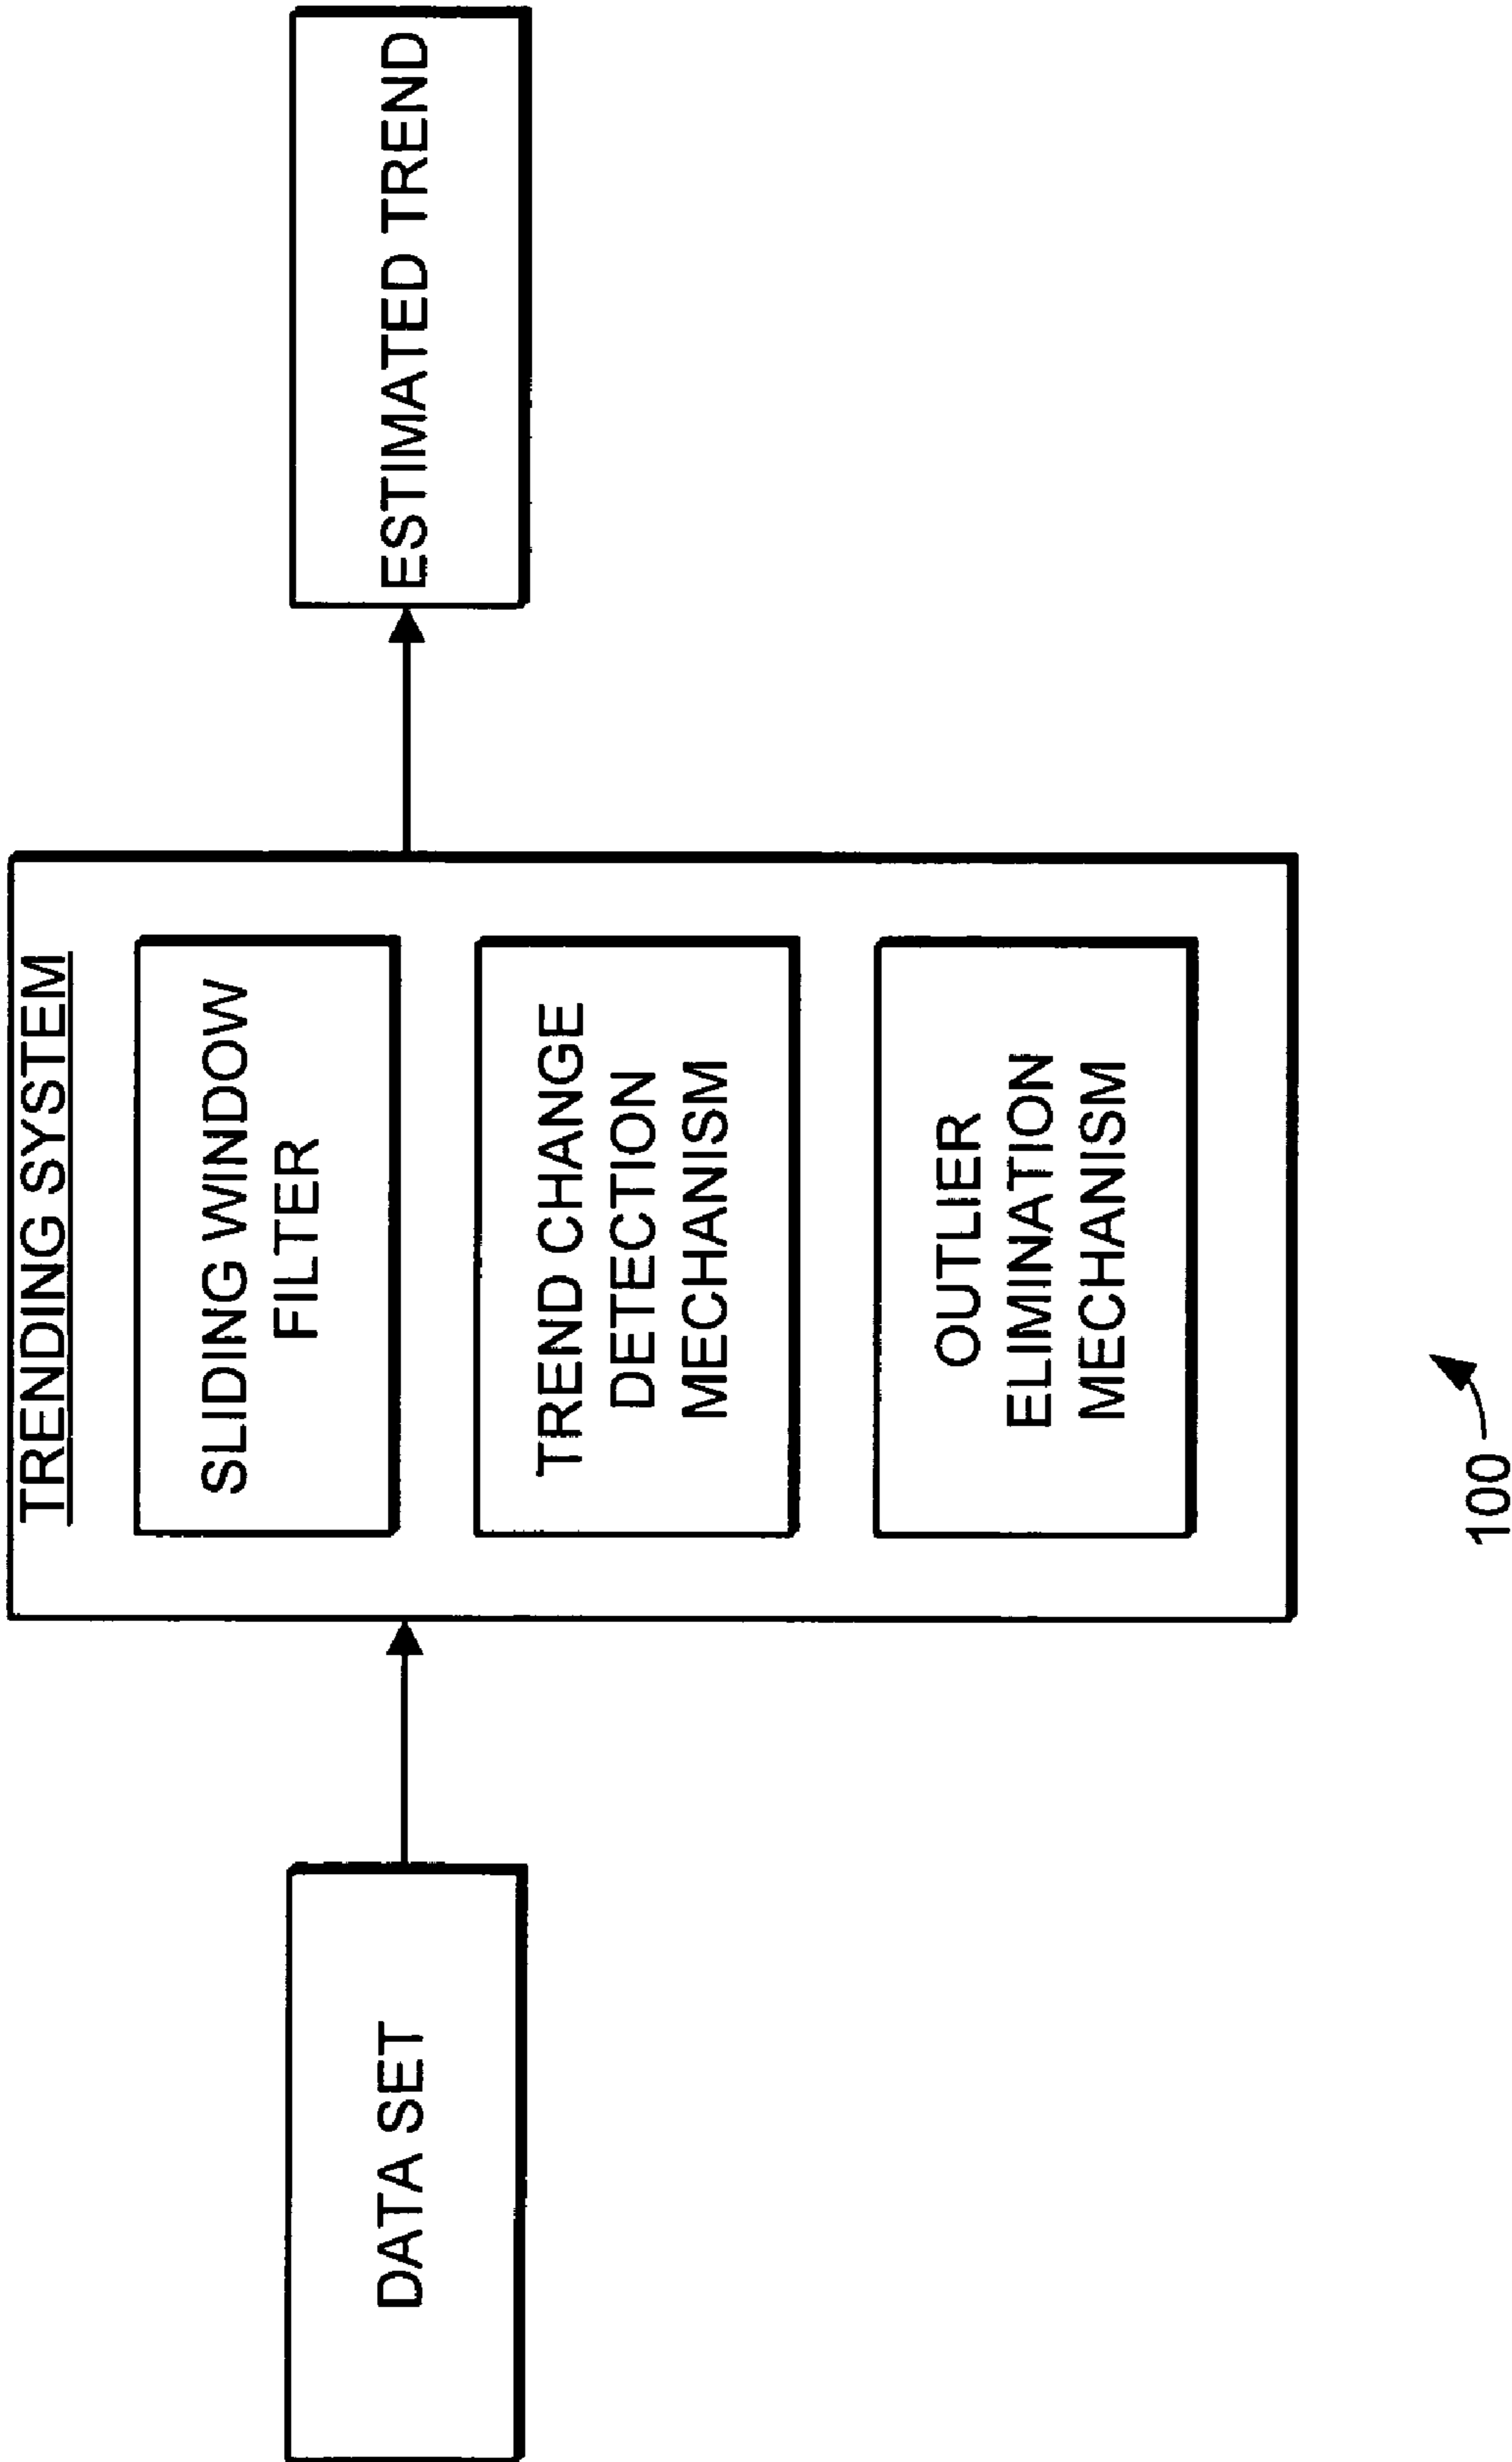 TRENDING SYSTEM
DATA SET
SLIDING WINDOW
FILTER
TREND CHANGE
DETECTION
MECHANISM
OUTLIER
ELIMINATION
MECHANISM
ESTIMATED TREND
100